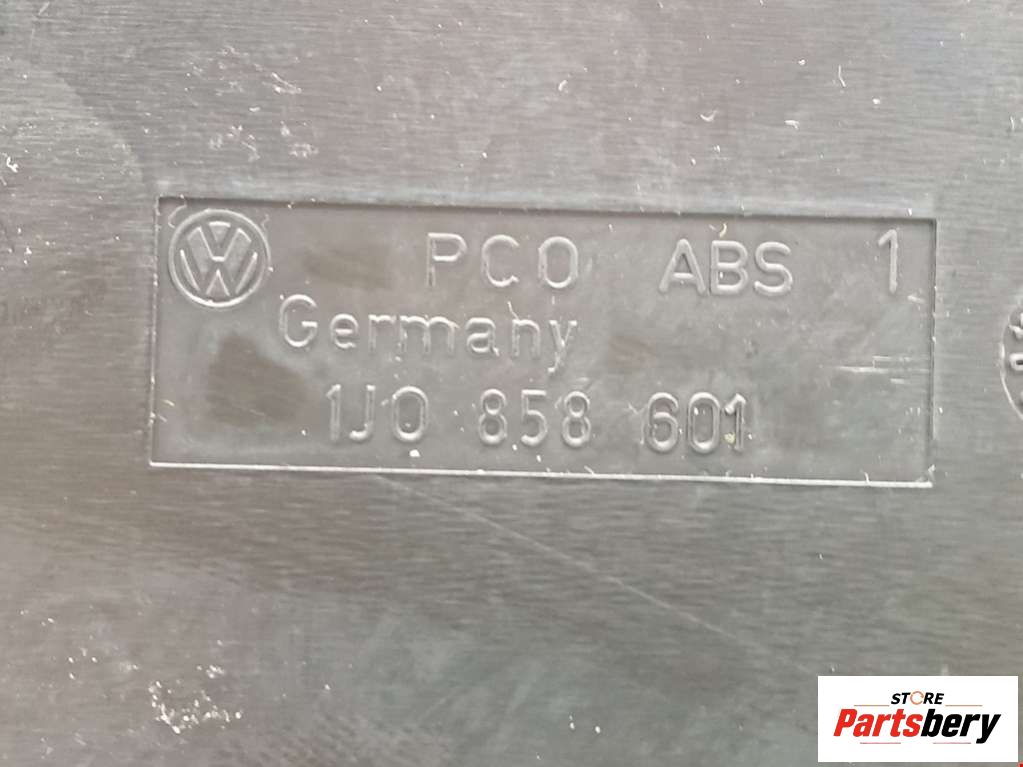 PCO ABS 1
Germany
1J0 858 601
STORE
Partsbery